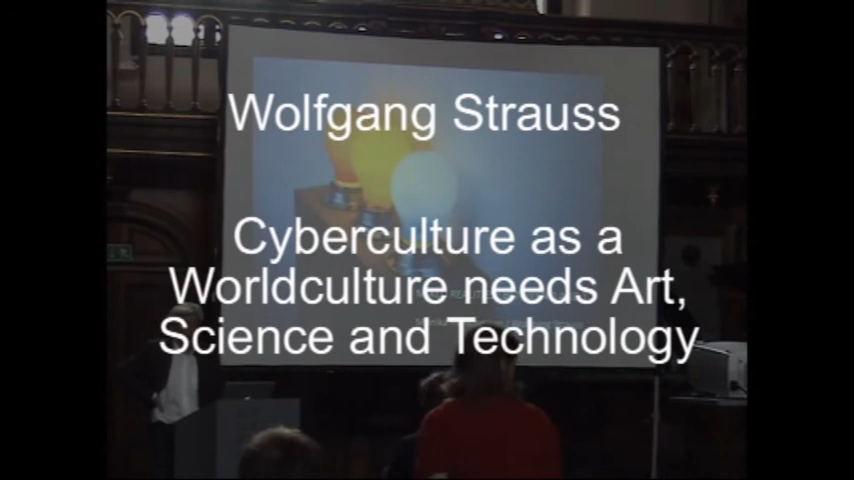 Wolfgang Strauss
Cyberculture as a
Worldculture needs Art,
Science and Technology